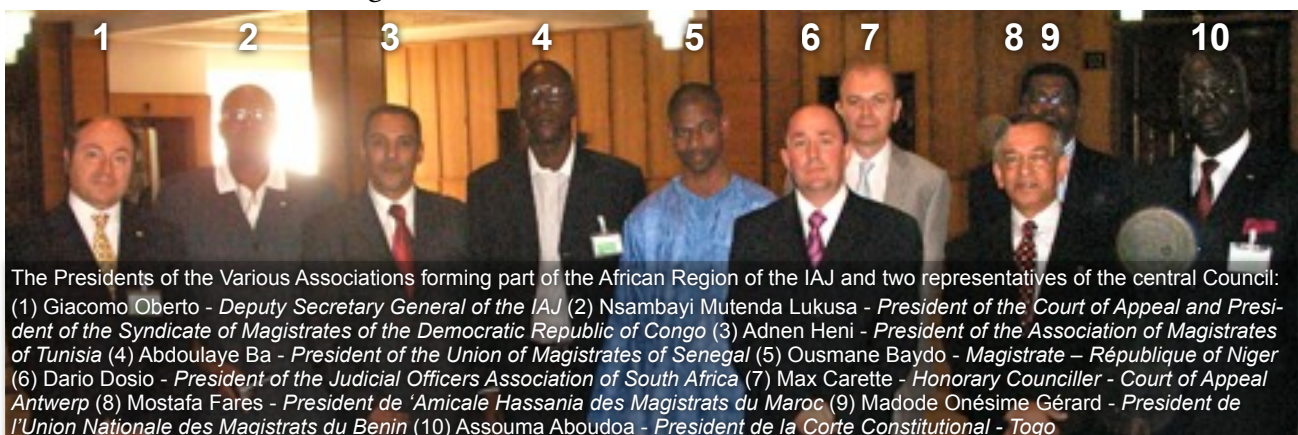 1 2 3 4 5 6 7 8 9 10
The Presidents of the Various Associations forming part of the African Region of the IAJ and two representatives of the central Council:
(1) Giacomo Oberto - Deputy Secretary General of the IAJ (2) Nsambayi Mutenda Lukusa - President of the Court of Appeal and Presi-
dent of the Syndicate of Magistrates of the Democratic Republic of Congo (3) Adnen Heni - President of the Association of Magistrates
of Tunisia (4) Abdoulaye Ba - President of the Union of Magistrates of Senegal (5) Ousmane Baydo - Magistrate – République of Niger
(6) Dario Dosio - President of the Judicial Officers Association of South Africa (7) Max Carette - Honorary Counciller - Court of Appeal
Antwerp (8) Mostafa Fares - President de ‘Amicale Hassania des Magistrats du Maroc (9) Madode Onésime Gérard - President de
l’Union Nationale des Magistrats du Benin (10) Assouma Aboudoa - President de la Corte Constitutional - Togo